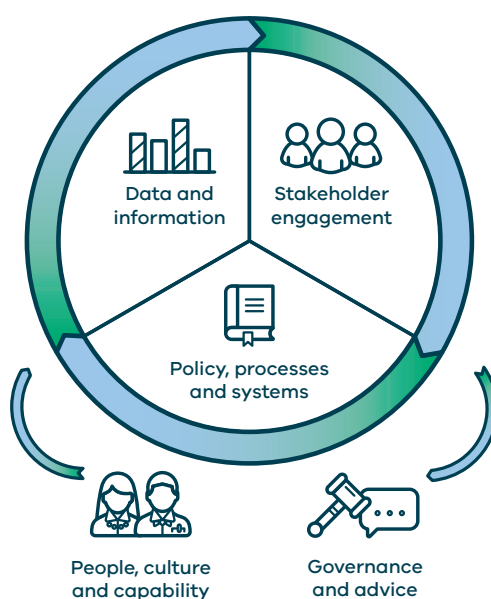 Data and
information
Stakeholder
engagement
Policy, processes
and systems
People, culture
and capability
Governance
and advice